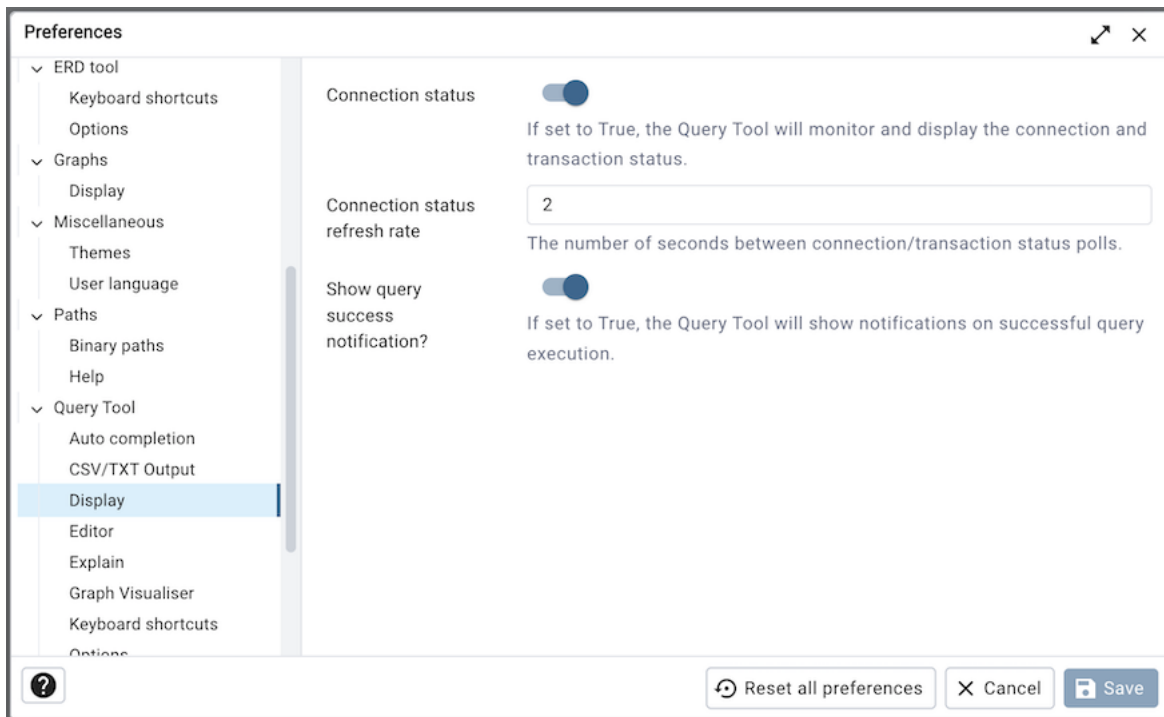 Preferences
ERD tool
Keyboard shortcuts
Options
Graphs
Display
Miscellaneous
Themes
User language
Paths
Binary paths
Help
Query Tool
Auto completion
CSV/TXT Output
Display
Editor
Explain
Graph Visualiser
Keyboard shortcuts
Options
Connection status
If set to True, the Query Tool will monitor and display the connection and
transaction status.
Connection status
refresh rate
2
The number of seconds between connection/transaction status polls.
Show query
success
notification?
If set to True, the Query Tool will show notifications on successful query
execution.
?
Reset all preferences
Cancel
Save